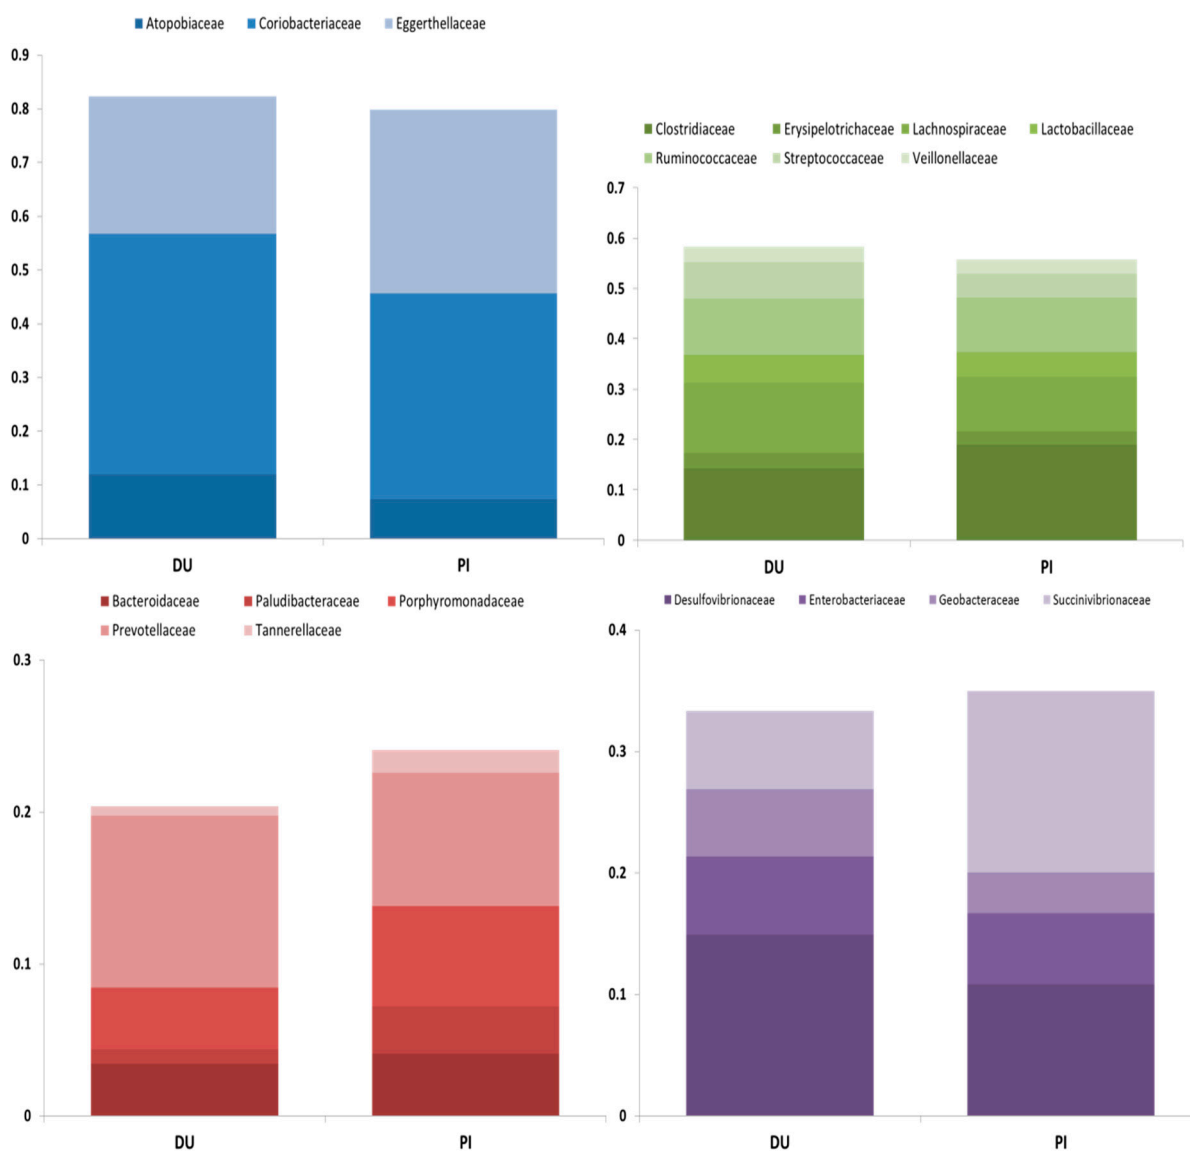 Atopobiaceae Coriobacteriaceae Eggerthellaceae
0.9
0.8
0.7
0.6
0.5
0.4
0.3
0.2
0.1
0
DU PI
Clostridiaceae Erysipelotrichaceae Lachnospiraceae Lactobacillaceae
Ruminococcaceae Streptococcaceae Veillonellaceae
0.7
0.6
0.5
0.4
0.3
0.2
0.1
0
DU PI
Bacteroidaceae Paludibacteraceae Porphyromonadaceae
Prevotellaceae Tannerellaceae
0.3
0.2
0.1
0
DU PI
Desulfovibrionaceae Enterobacteriaceae Geobacteraceae Succinivibrionaceae
0.4
0.3
0.2
0.1
0
DU PI